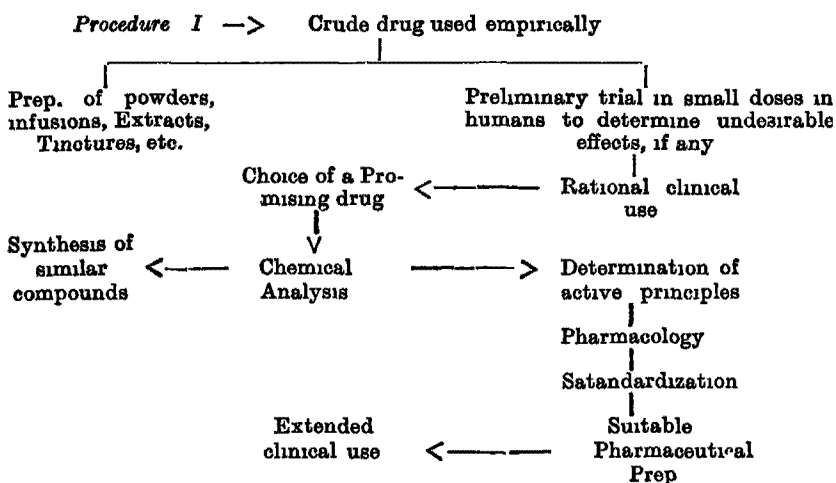 Procedure I —> Crude drug used empirically
Prep. of powders,
infusions, Extracts,
Tinctures, etc.
Preliminary trial in small doses in
humans to determine undesirable
effects, if any
Choice of a Pro-
mising drug
Rational clinical
use
Synthesis of
similar
compounds
Chemical
Analysis
Determination of
active principles
Pharmacology
Satandardization
Extended
clinical use
Suitable
Pharmaceutical
Prep